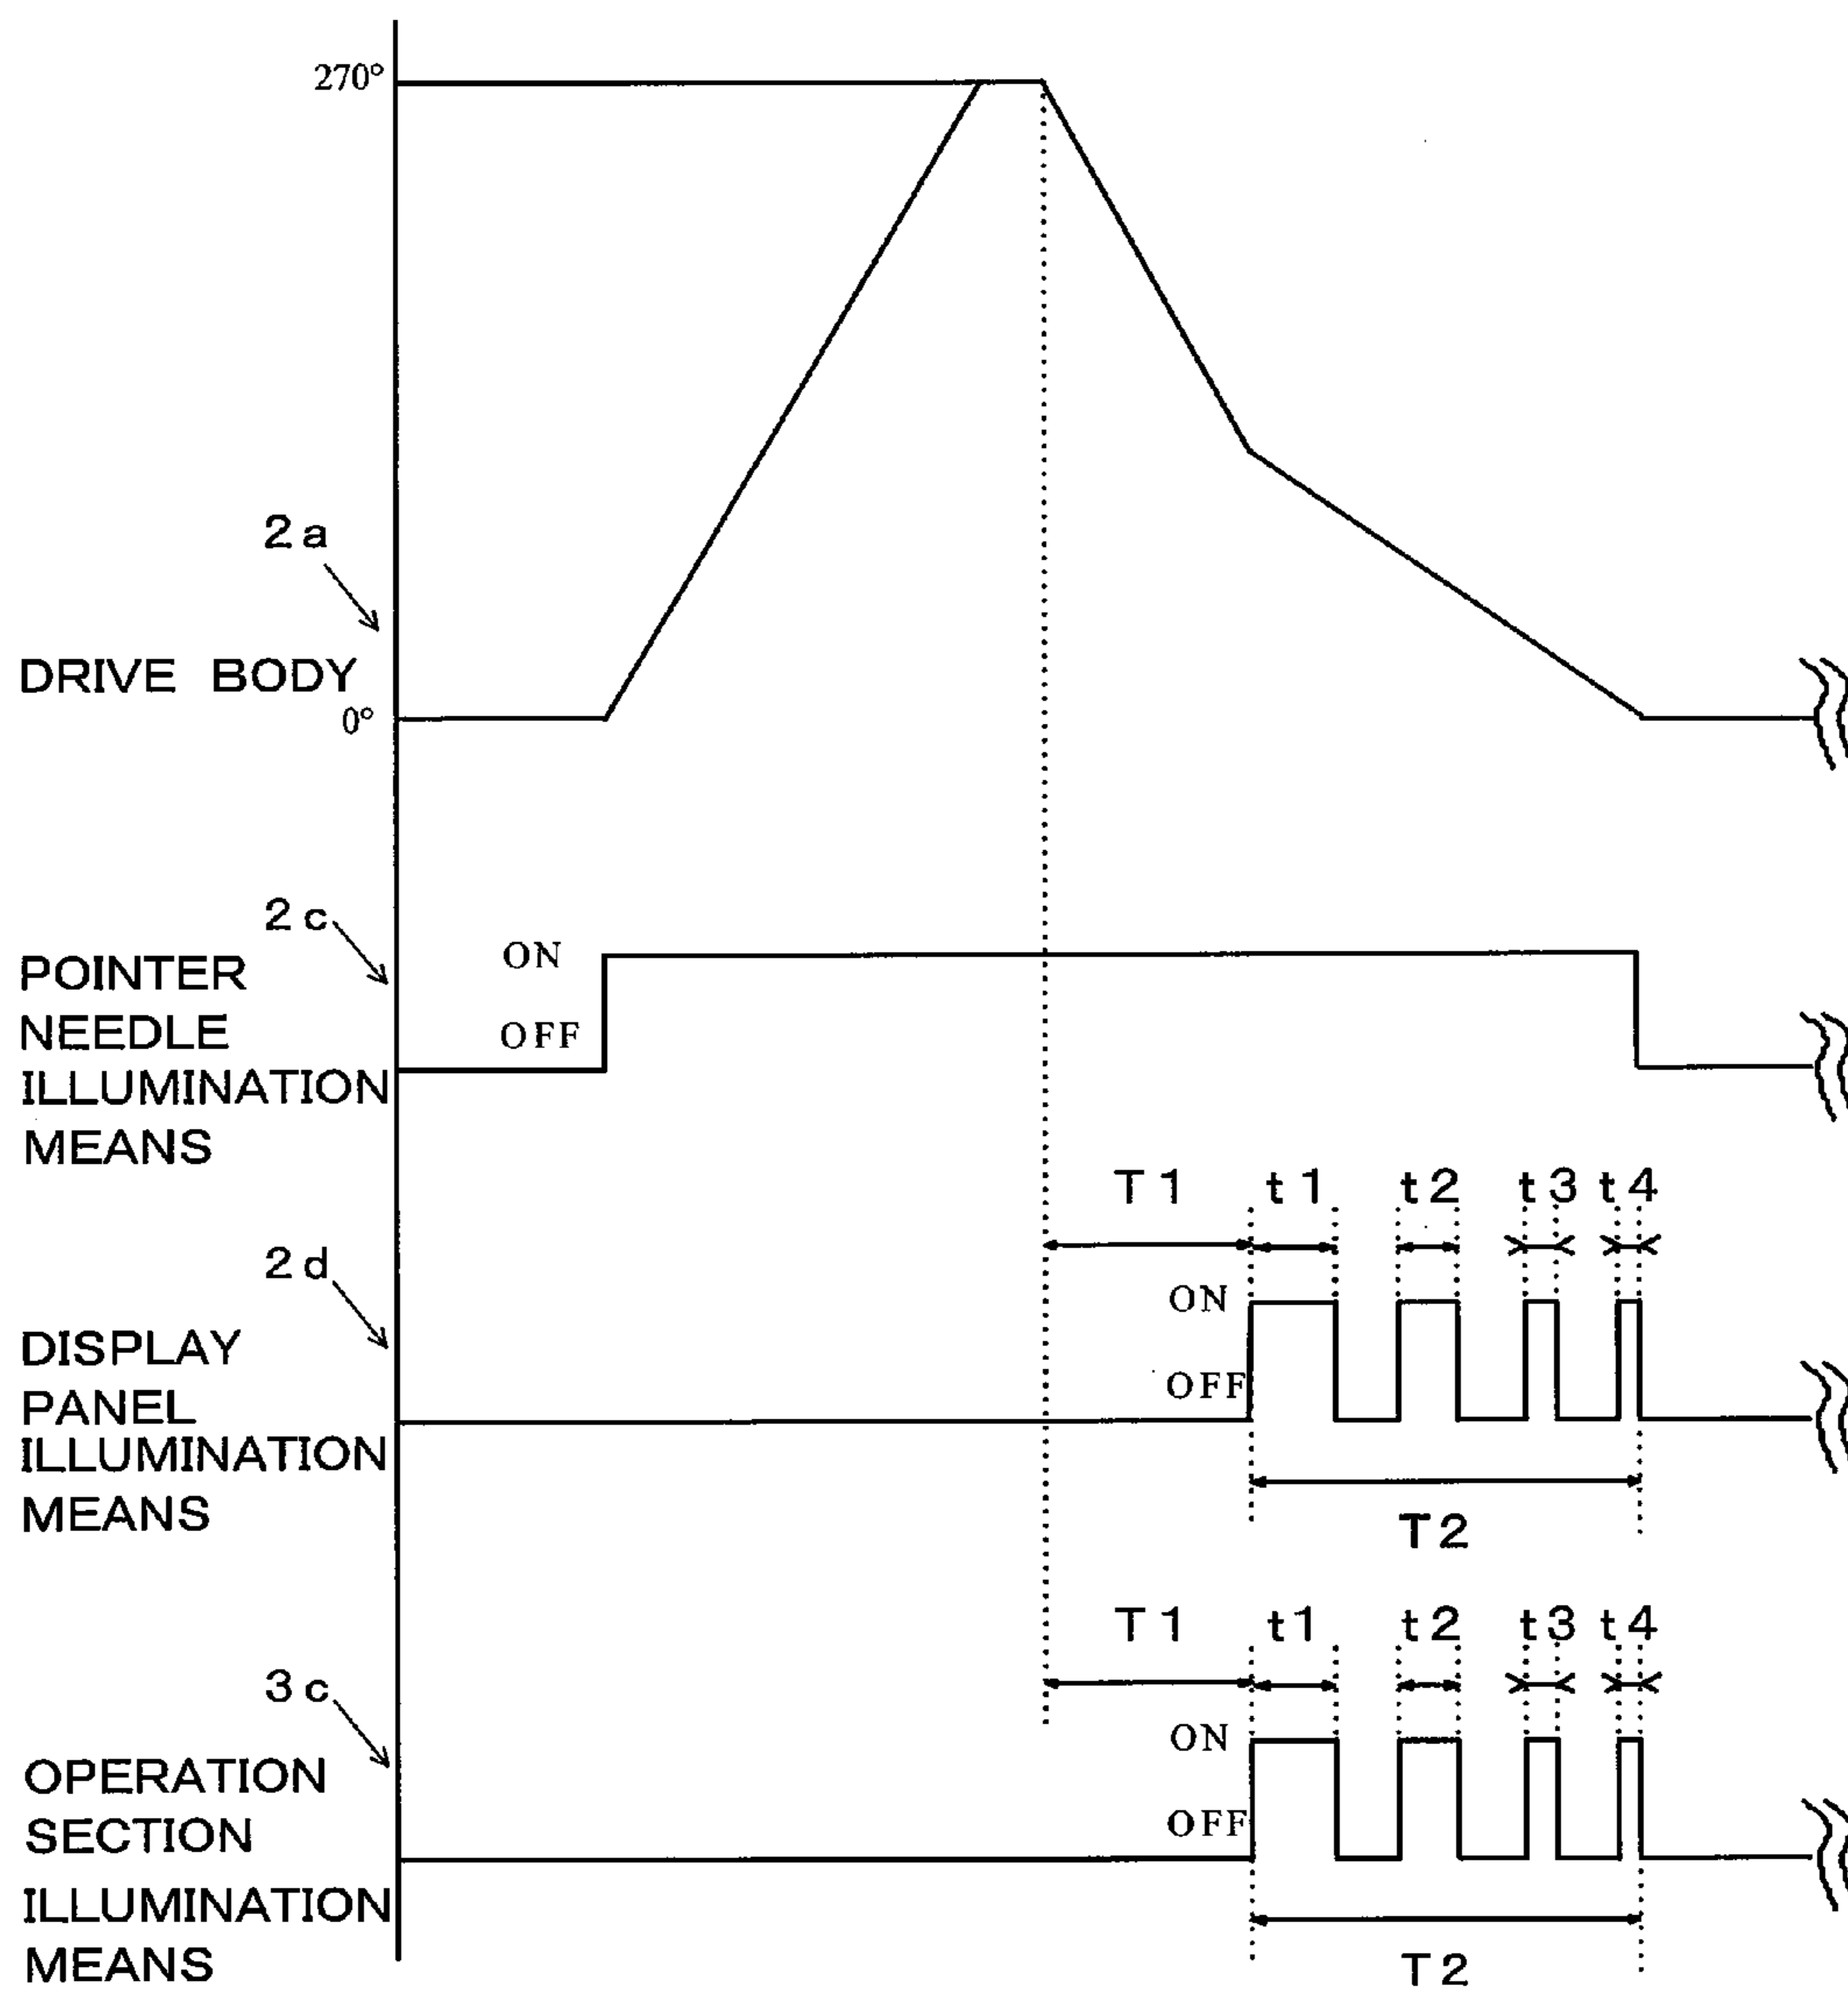 270°
2a
DRIVE BODY
0°
2c
POINTER
NEEDLE
ILLUMINATION
MEANS
ON
OFF
T1 t1 t2 t3 t4
2d
DISPLAY
PANEL
ILLUMINATION
MEANS
ON
OFF
T2
T1 t1 t2 t3 t4
3c
OPERATION
SECTION
ILLUMINATION
MEANS
ON
OFF
T2